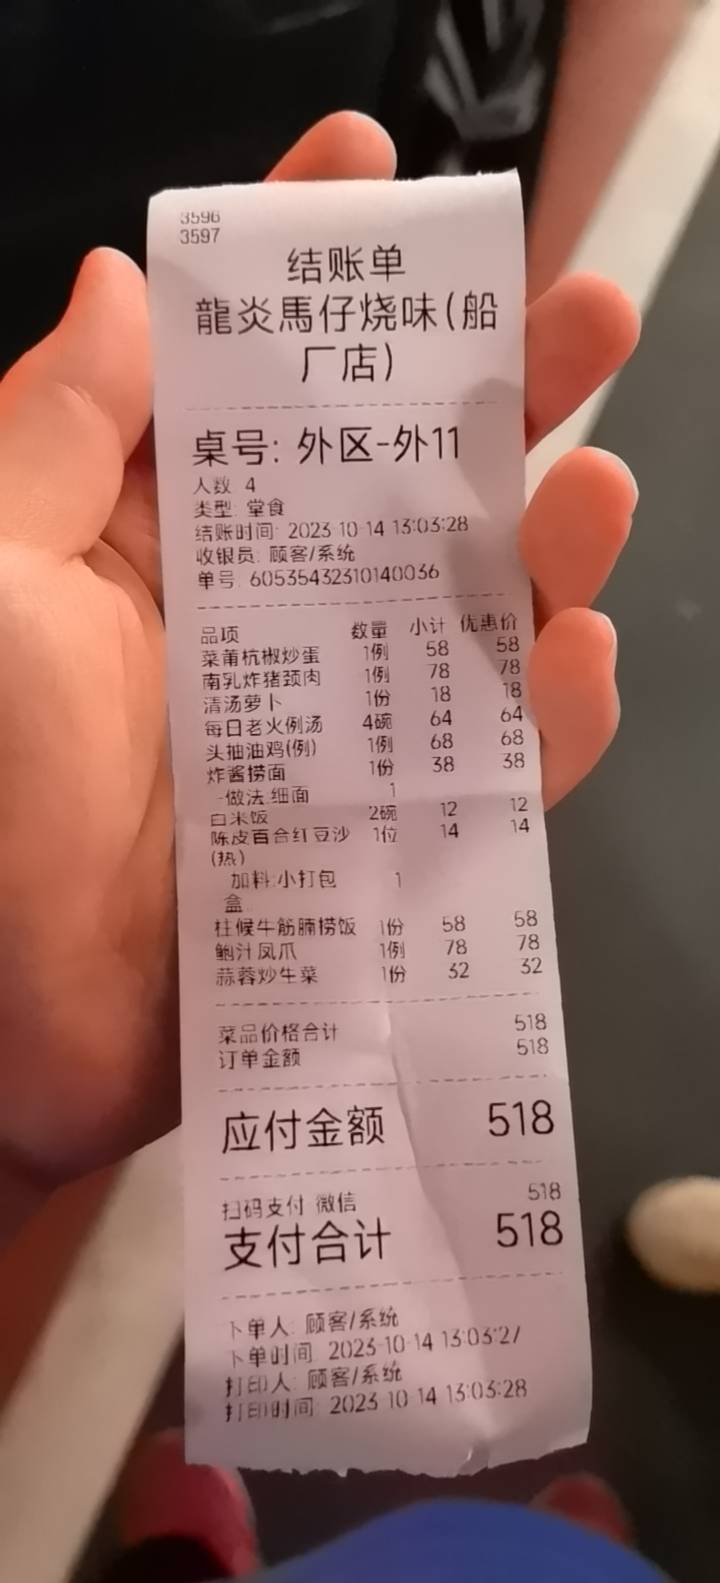 3596
3597
结账单
龍炎馬仔烧味(船
厂店)
桌号: 外区-外11
人数: 4
类型: 堂食
结账时间: 2023-10-14 13:03:28
收银员: 顾客/系统
单号: 60535432310140036
品项 数量 小计 优惠价
菜莆杭椒炒蛋 1例 58 58
南乳炸猪颈肉 1例 78 78
清汤萝卜 1份 18 18
每日老火例汤 4碗 64 64
头抽油鸡(例) 1例 68 68
炸酱捞面 1份 38 38
-做法:细面 1
白米饭 2碗 12 12
陈皮百合红豆沙 1位 14 14
(热)
加料:小打包 1
盒
柱候牛筋腩捞饭 1份 58 58
鲍汁凤爪 1例 78 78
蒜蓉炒生菜 1份 32 32
菜品价格合计 518
订单金额 518
应付金额 518
扫码支付 微信 518
支付合计 518
下单人: 顾客/系统
下单时间: 2023-10-14 13:03:27
打印人: 顾客/系统
打印时间: 2023-10-14 13:03:28